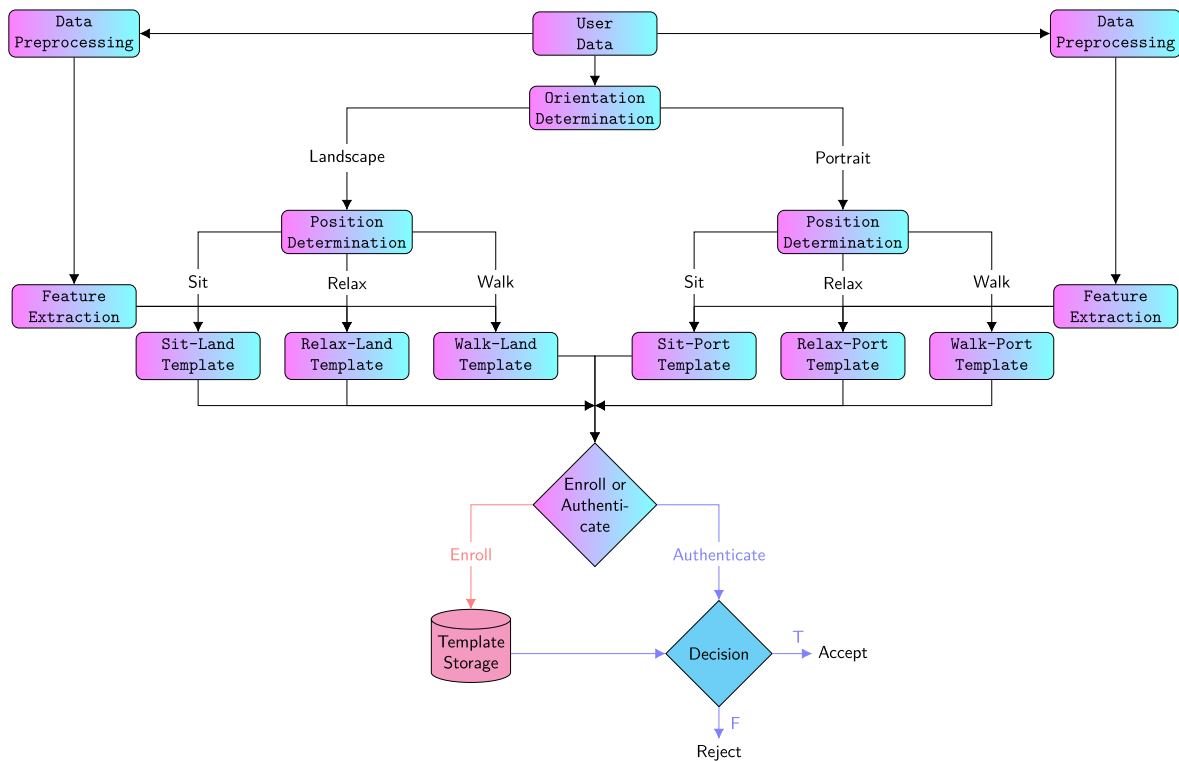 Data
Preprocessing
User
Data
Data
Preprocessing
Orientation
Determination
Landscape
Portrait
Position
Determination
Position
Determination
Sit
Relax
Walk
Sit
Relax
Walk
Feature
Extraction
Feature
Extraction
Sit-Land
Template
Relax-Land
Template
Walk-Land
Template
Sit-Port
Template
Relax-Port
Template
Walk-Port
Template
Enroll or
Authenti-
cate
Enroll
Authenticate
Template
Storage
Decision
T
Accept
F
Reject